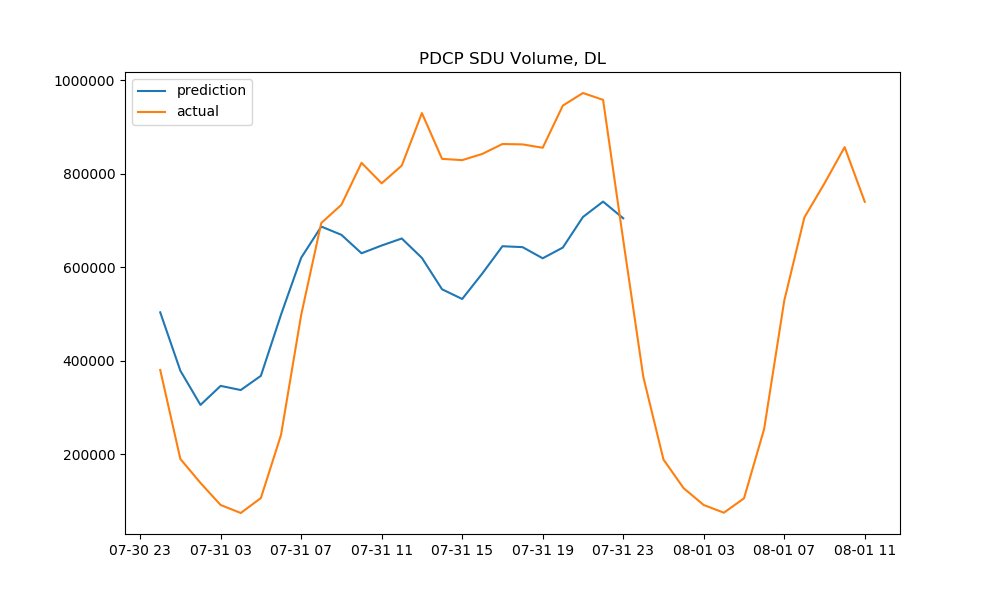 PDCP SDU Volume, DL
prediction
actual
1000000
800000
600000
400000
200000
07-30 23 07-31 03 07-31 07 07-31 11 07-31 15 07-31 19 07-31 23 08-01 03 08-01 07 08-01 11